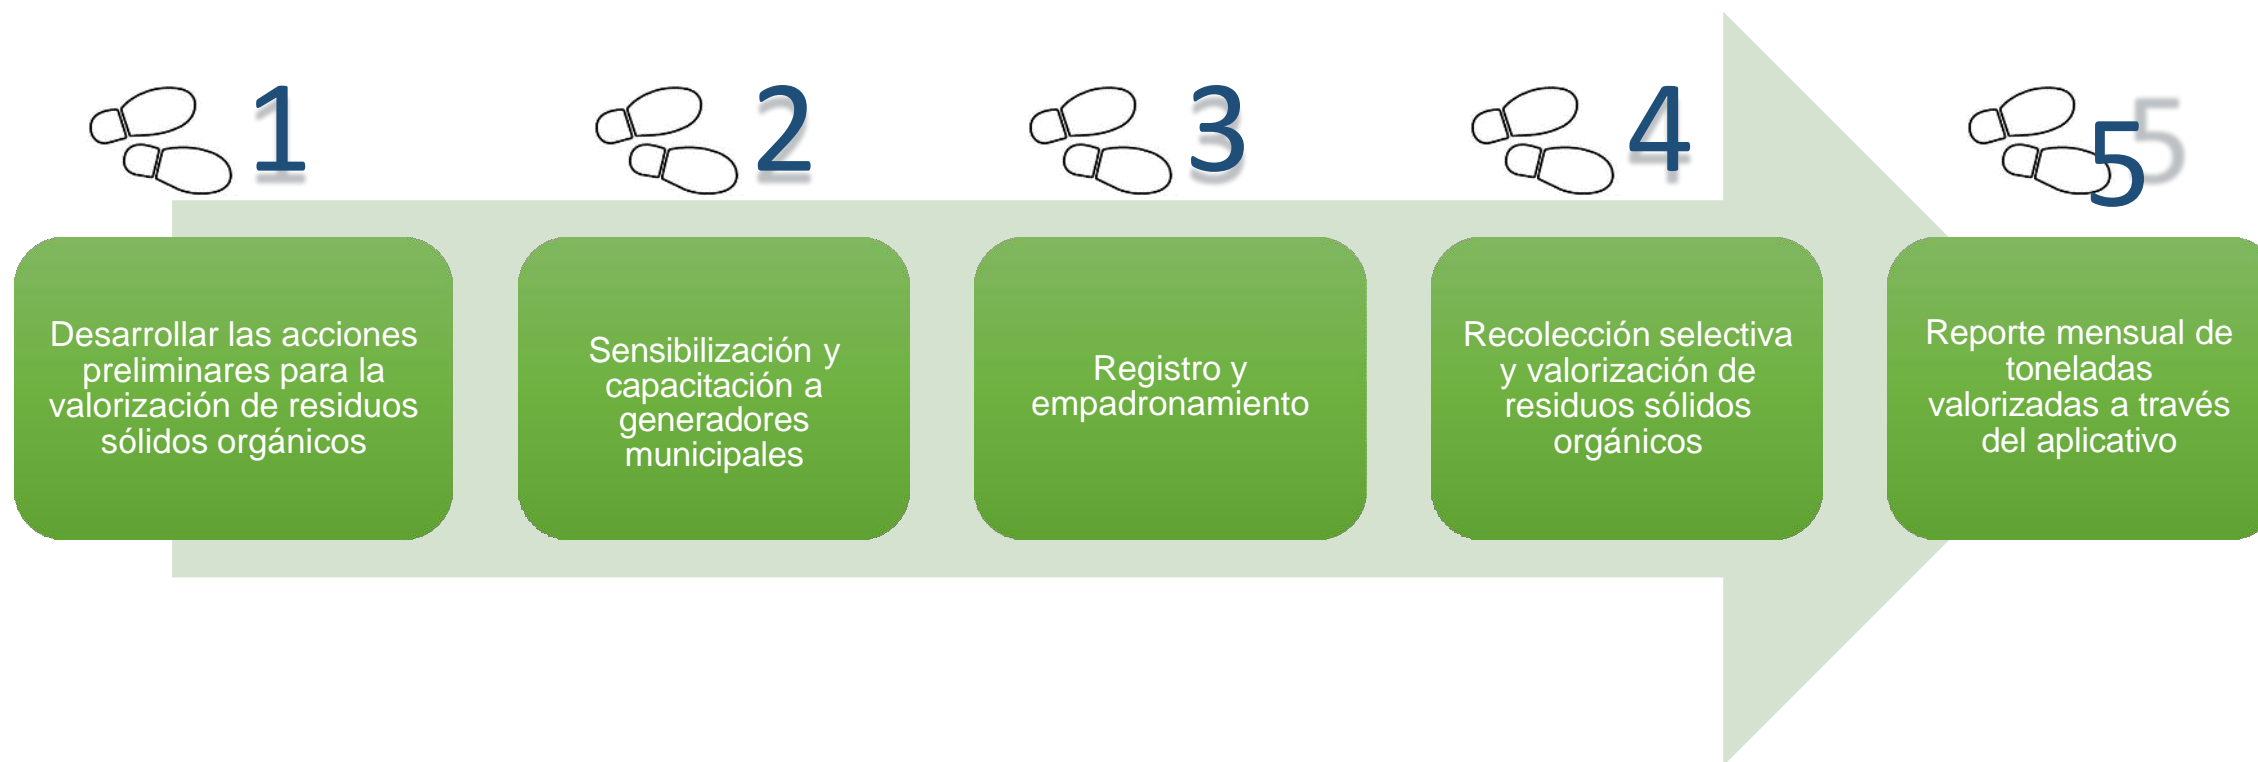 1
Desarrollar las acciones
preliminares para la
valorización de residuos
sólidos orgánicos
2
Sensibilización y
capacitación a
generadores
municipales
3
Registro y
empadronamiento
4
Recolección selectiva
y valorización de
residuos sólidos
orgánicos
5
Reporte mensual de
toneladas
valorizadas a través
del aplicativo